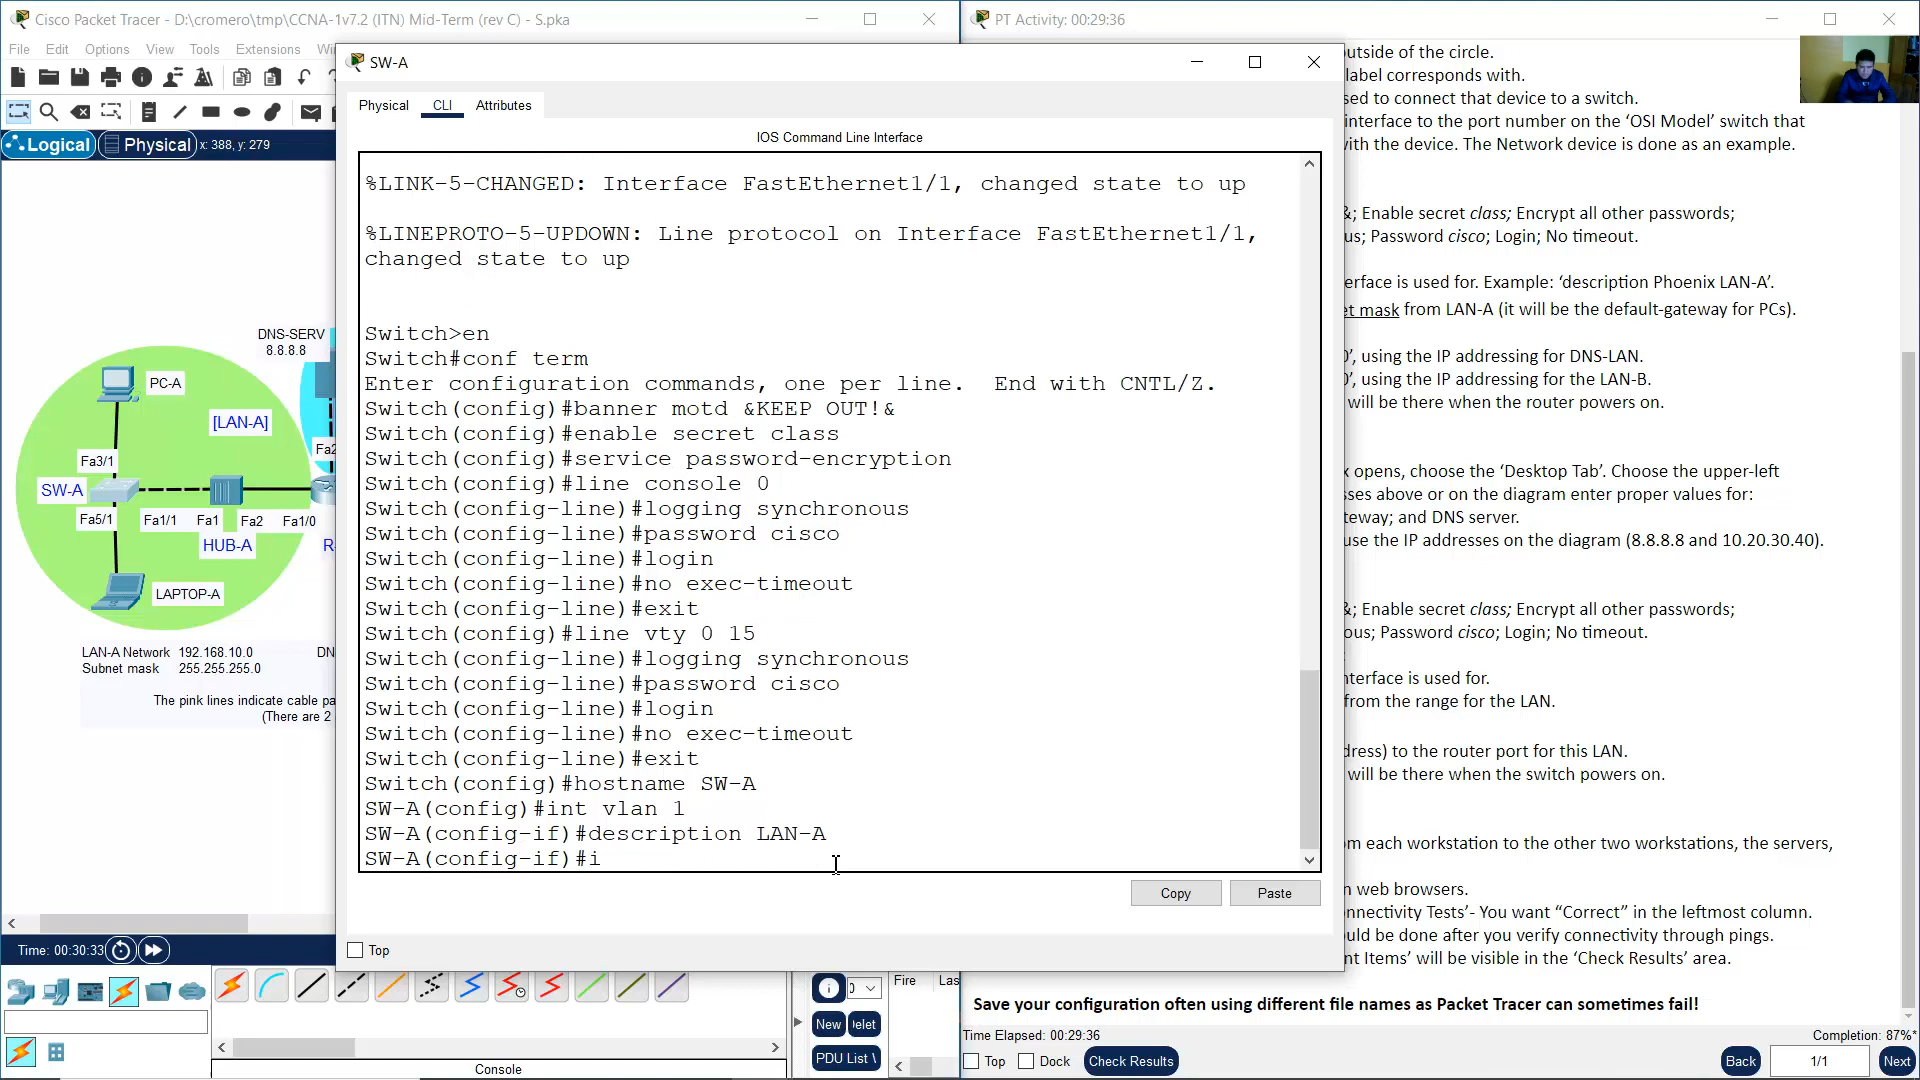 Cisco Packet Tracer - D:\cromero\tmp\CCNA-1v7.2 (ITN) Mid-Term (rev C) - S.pka
File Edit Options View Tools Extensions
Logical Physical x: 388, y: 279
DNS-SERV
8.8.8.8
PC-A
[LAN-A]
Fa3/1
SW-A
Fa5/1 Fa1/1 Fa1 Fa2 Fa1/0
HUB-A
LAPTOP-A
LAN-A Network 192.168.10.0
Subnet mask 255.255.255.0
The pink lines indicate cable pa
(There are 2
Time: 00:30:33
SW-A
Physical CLI Attributes
IOS Command Line Interface
%LINK-5-CHANGED: Interface FastEthernet1/1, changed state to up
%LINEPROTO-5-UPDOWN: Line protocol on Interface FastEthernet1/1,
changed state to up
Switch>en
Switch#conf term
Enter configuration commands, one per line.  End with CNTL/Z.
Switch(config)#banner motd &KEEP OUT!&
Switch(config)#enable secret class
Switch(config)#service password-encryption
Switch(config)#line console 0
Switch(config-line)#logging synchronous
Switch(config-line)#password cisco
Switch(config-line)#login
Switch(config-line)#no exec-timeout
Switch(config-line)#exit
Switch(config)#line vty 0 15
Switch(config-line)#logging synchronous
Switch(config-line)#password cisco
Switch(config-line)#login
Switch(config-line)#no exec-timeout
Switch(config-line)#exit
Switch(config)#hostname SW-A
SW-A(config)#int vlan 1
SW-A(config-if)#description LAN-A
SW-A(config-if)#i
Copy Paste
Top
Fire Las
New elet
PDU List \
Console
PT Activity: 00:29:36
outside of the circle.
label corresponds with.
sed to connect that device to a switch.
interface to the port number on the ‘OSI Model’ switch that
with the device. The Network device is done as an example.
&; Enable secret class; Encrypt all other passwords;
us; Password cisco; Login; No timeout.
erface is used for. Example: ‘description Phoenix LAN-A’.
et mask from LAN-A (it will be the default-gateway for PCs).
0’, using the IP addressing for DNS-LAN.
0’, using the IP addressing for the LAN-B.
will be there when the router powers on.
x opens, choose the ‘Desktop Tab’. Choose the upper-left
sses above or on the diagram enter proper values for:
teway; and DNS server.
use the IP addresses on the diagram (8.8.8.8 and 10.20.30.40).
&; Enable secret class; Encrypt all other passwords;
ous; Password cisco; Login; No timeout.
nterface is used for.
from the range for the LAN.
dress) to the router port for this LAN.
will be there when the switch powers on.
om each workstation to the other two workstations, the servers,
n web browsers.
nnectivity Tests’- You want “Correct” in the leftmost column.
uld be done after you verify connectivity through pings.
nt Items’ will be visible in the ‘Check Results’ area.
Save your configuration often using different file names as Packet Tracer can sometimes fail!
Time Elapsed: 00:29:36 Completion: 87%*
Top Dock Check Results Back 1/1 Next